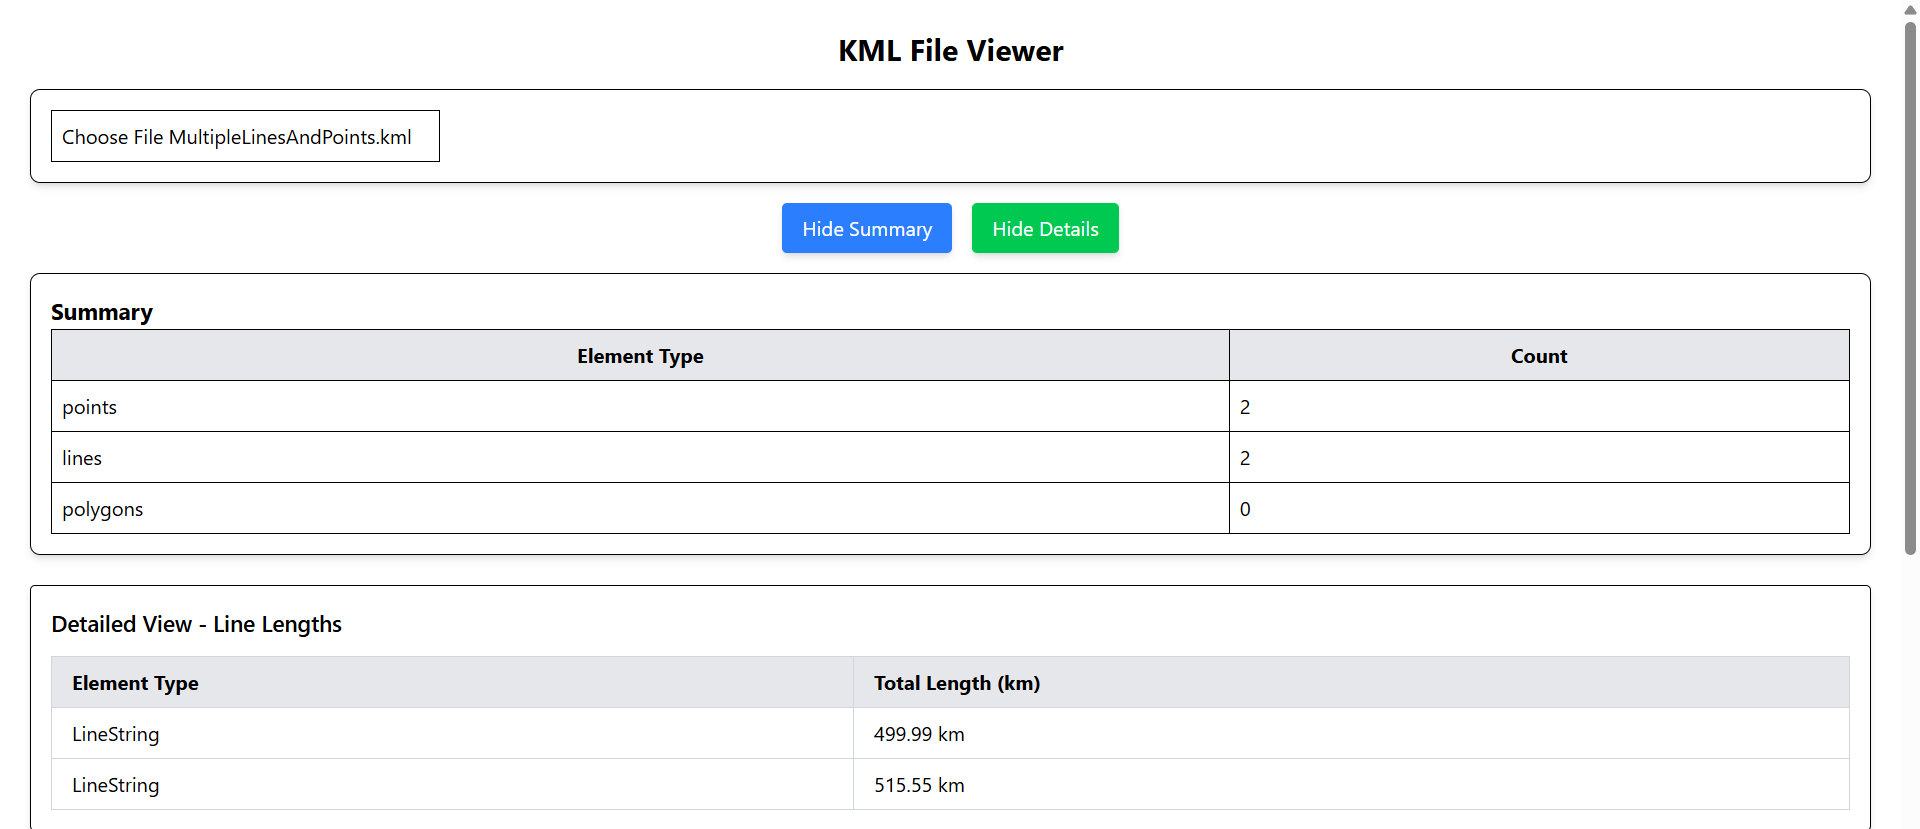 KML File Viewer
Choose File MultipleLinesAndPoints.kml
Hide Summary Hide Details
Summary
Element Type Count
points 2
lines 2
polygons 0
Detailed View - Line Lengths
Element Type Total Length (km)
LineString 499.99 km
LineString 515.55 km